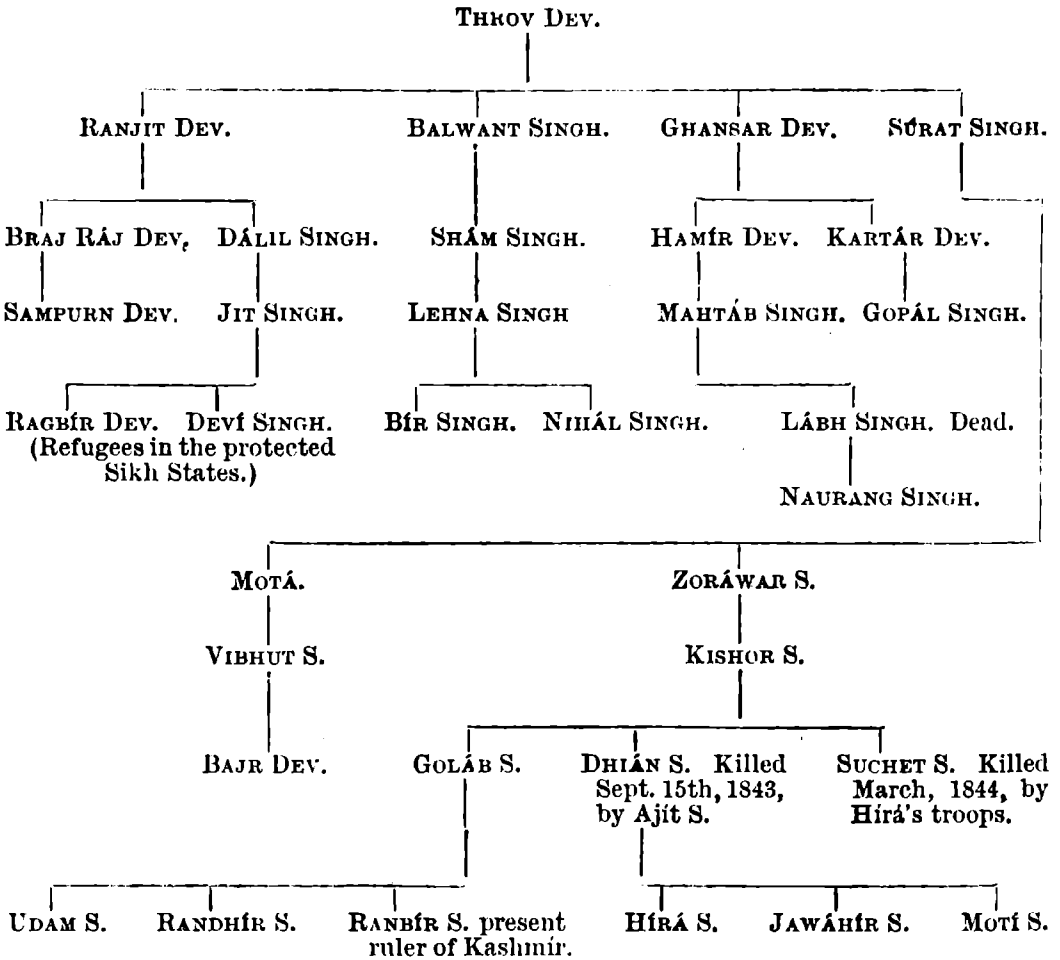 THROV DEV.
RANJIT DEV. BALWANT SINGH. GHANSAR DEV. SÚRAT SINGH.
BRAJ RÁJ DEV, DÁLIL SINGH. SHÁM SINGH. HAMÍR DEV. KARTÁR DEV.
SAMPURN DEV. JIT SINGH. LEHNA SINGH MAHTÁB SINGH. GOPÁL SINGH.
RAGBÍR DEV. DEVÍ SINGH. BÍR SINGH. NIHÁL SINGH. LÁBH SINGH. Dead.
(Refugees in the protected
Sikh States.)
NAURANG SINGH.
MOTÁ. ZORÁWAR S.
VIBHUT S. KISHOR S.
BAJR DEV. GOLÁB S. DHIÁN S. Killed SUCHET S. Killed
Sept. 15th, 1843, March, 1844, by
by Ajít S. Hírá's troops.
UDAM S. RANDHÍR S. RANBÍR S. present HÍRÁ S. JAWÁHÍR S. MOTÍ S.
ruler of Kashmír.